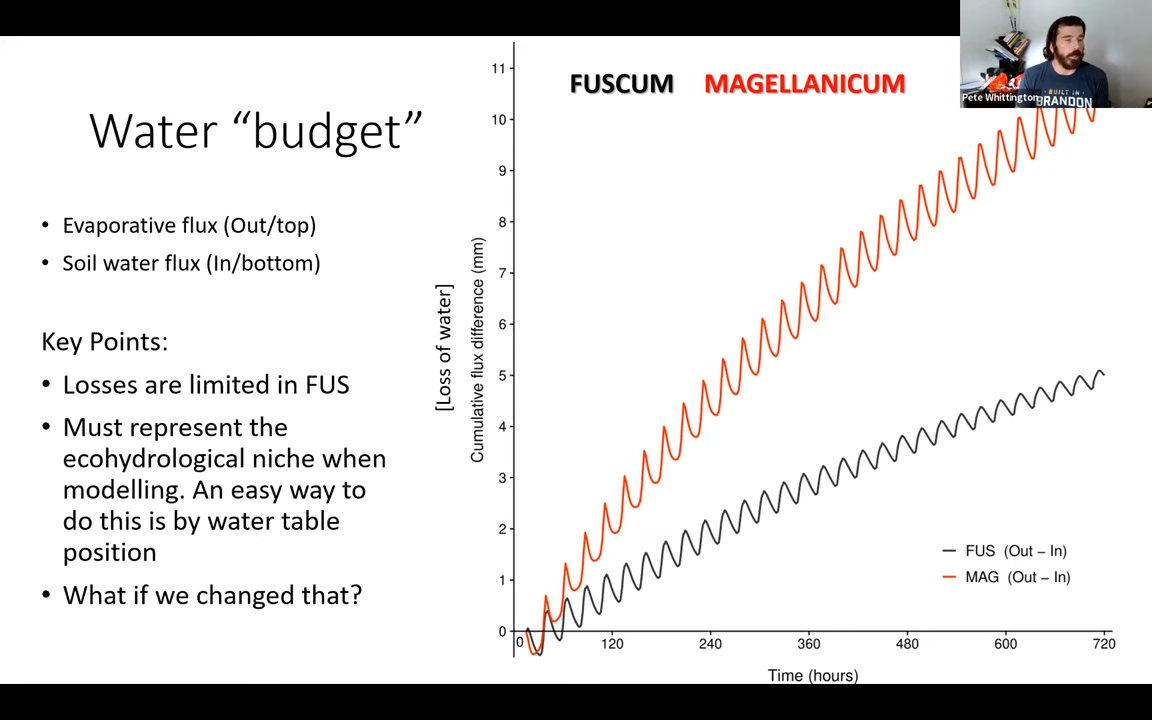 Water “budget”
• Evaporative flux (Out/top)
• Soil water flux (In/bottom)
Key Points:
• Losses are limited in FUS
• Must represent the
ecohydrological niche when
modelling. An easy way to
do this is by water table
position
• What if we changed that?
FUSCUM MAGELLANICUM
[Loss of water]
Cumulative flux difference (mm)
11
10
9
8
7
6
5
4
3
2
1
0
0 120 240 360 480 600 720
Time (hours)
FUS (Out – In)
MAG (Out – In)
Pete Whittington
BUILT IN
BRANDON